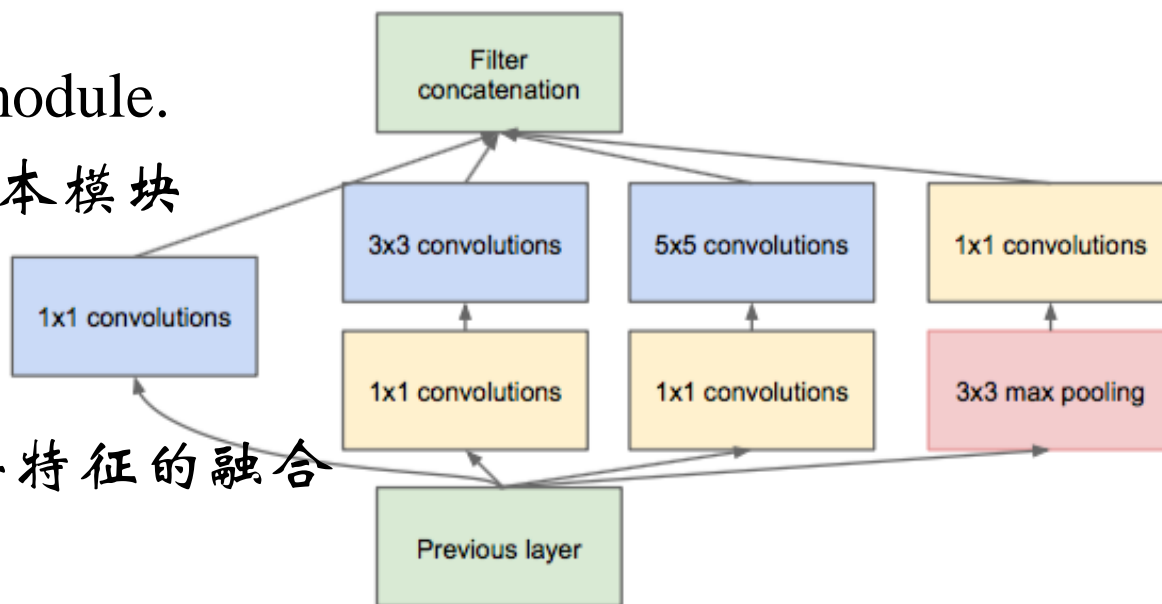 module.
本模块
特征的融合
Filter
concatenation
3x3 convolutions
5x5 convolutions
1x1 convolutions
1x1 convolutions
1x1 convolutions
1x1 convolutions
3x3 max pooling
Previous layer